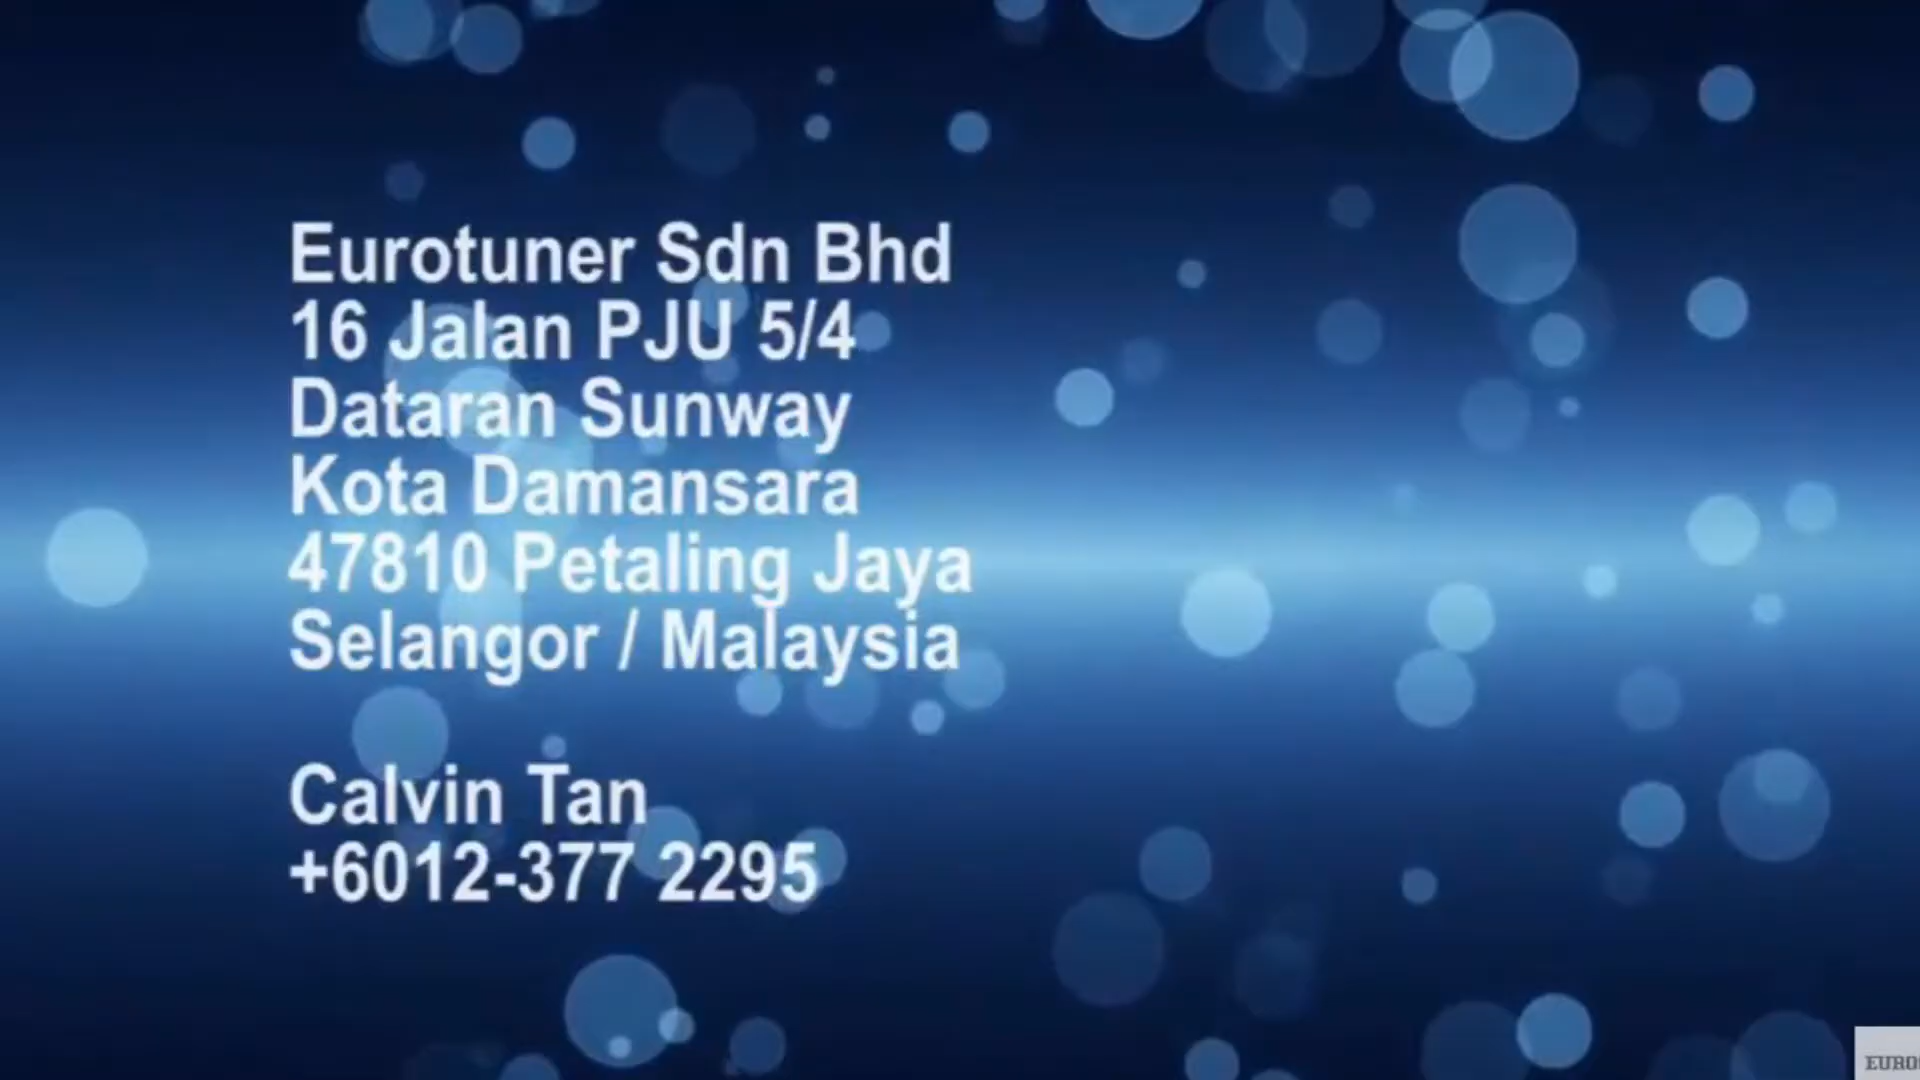 Eurotuner Sdn Bhd
16 Jalan PJU 5/4
Dataran Sunway
Kota Damansara
47810 Petaling Jaya
Selangor / Malaysia
Calvin Tan
+6012-377 2295